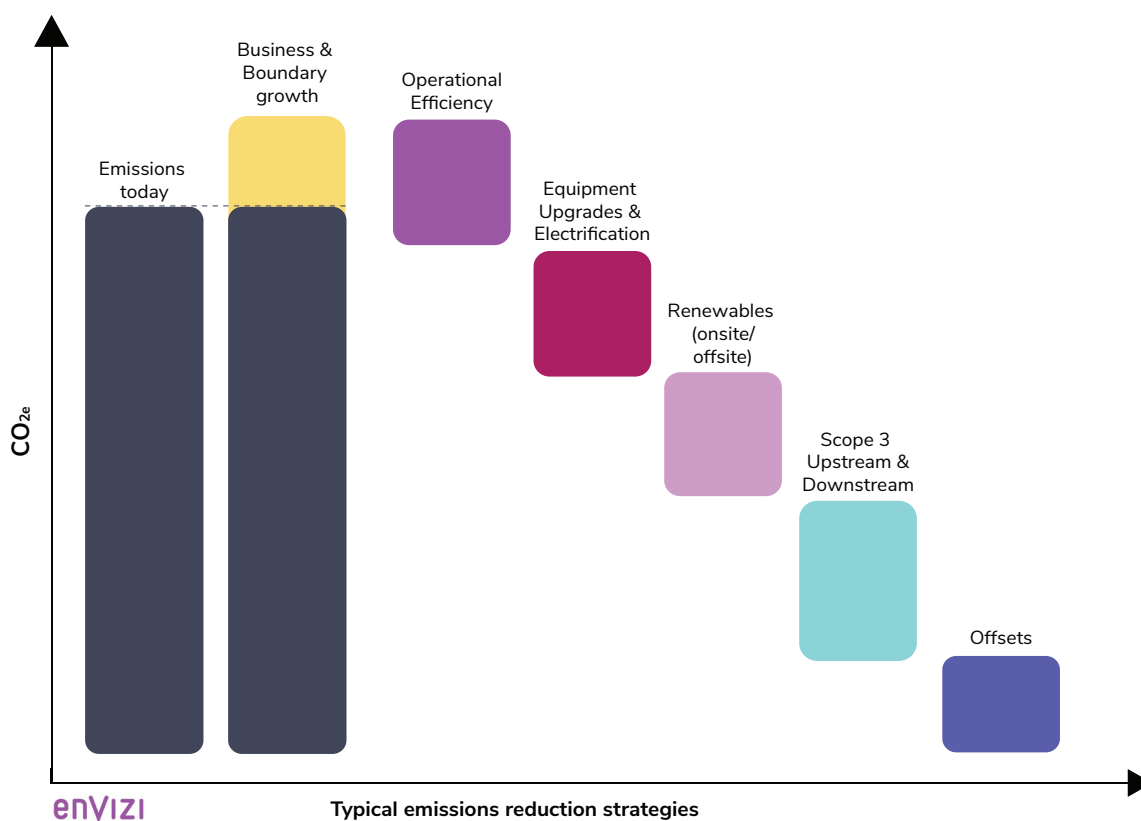 Business &
Boundary
growth
Operational
Efficiency
Emissions
today
Equipment
Upgrades &
Electrification
Renewables
(onsite/
offsite)
Scope 3
Upstream &
Downstream
Offsets
CO2e
envizi
Typical emissions reduction strategies